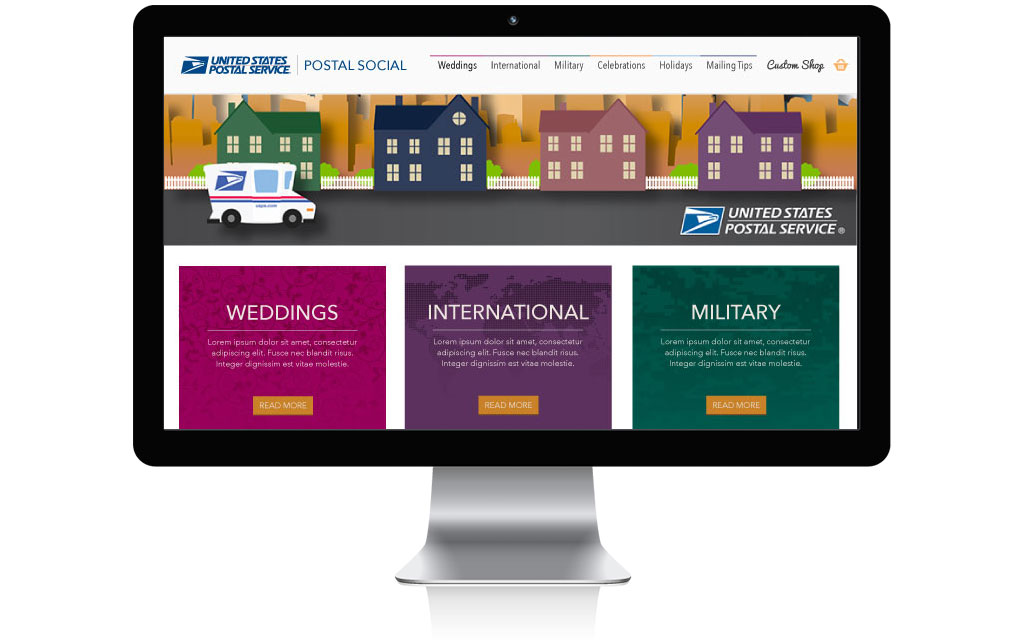 UNITED STATES
POSTAL SERVICE
POSTAL SOCIAL
Weddings International Military Celebrations Holidays Mailing Tips Custom Shop
usps.com
UNITED STATES
POSTAL SERVICE®
WEDDINGS
Lorem ipsum dolor sit amet, consectetur
adipiscing elit. Fusce nec blandit risus.
Integer dignissim est vitae molestie.
READ MORE
INTERNATIONAL
Lorem ipsum dolor sit amet, consectetur
adipiscing elit. Fusce nec blandit risus.
Integer dignissim est vitae molestie.
READ MORE
MILITARY
Lorem ipsum dolor sit amet, consectetur
adipiscing elit. Fusce nec blandit risus.
Integer dignissim est vitae molestie.
READ MORE